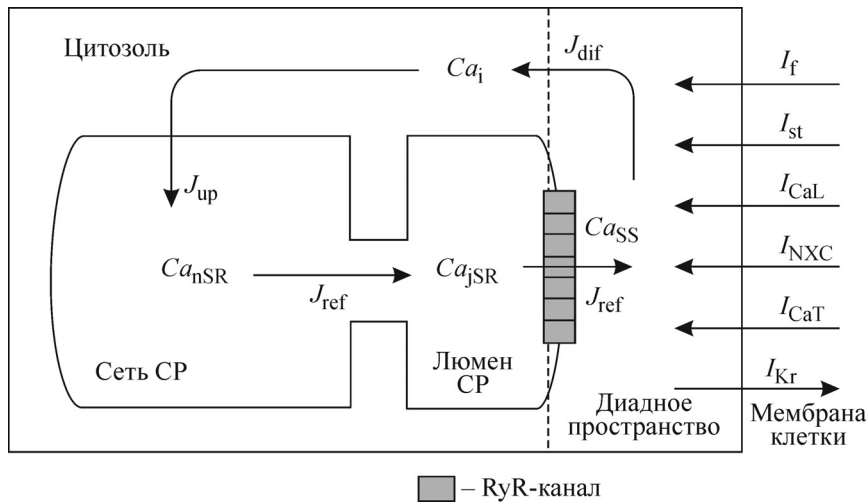 Цитозоль
J_dif
Ca_i
I_f
I_st
J_up
I_CaL
Ca_SS
I_NXC
Ca_nSR
J_ref
Ca_jSR
J_ref
I_CaT
Сеть СР
Люмен
СР
I_Kr
Диадное
пространство
Мембрана
клетки
– RyR-канал